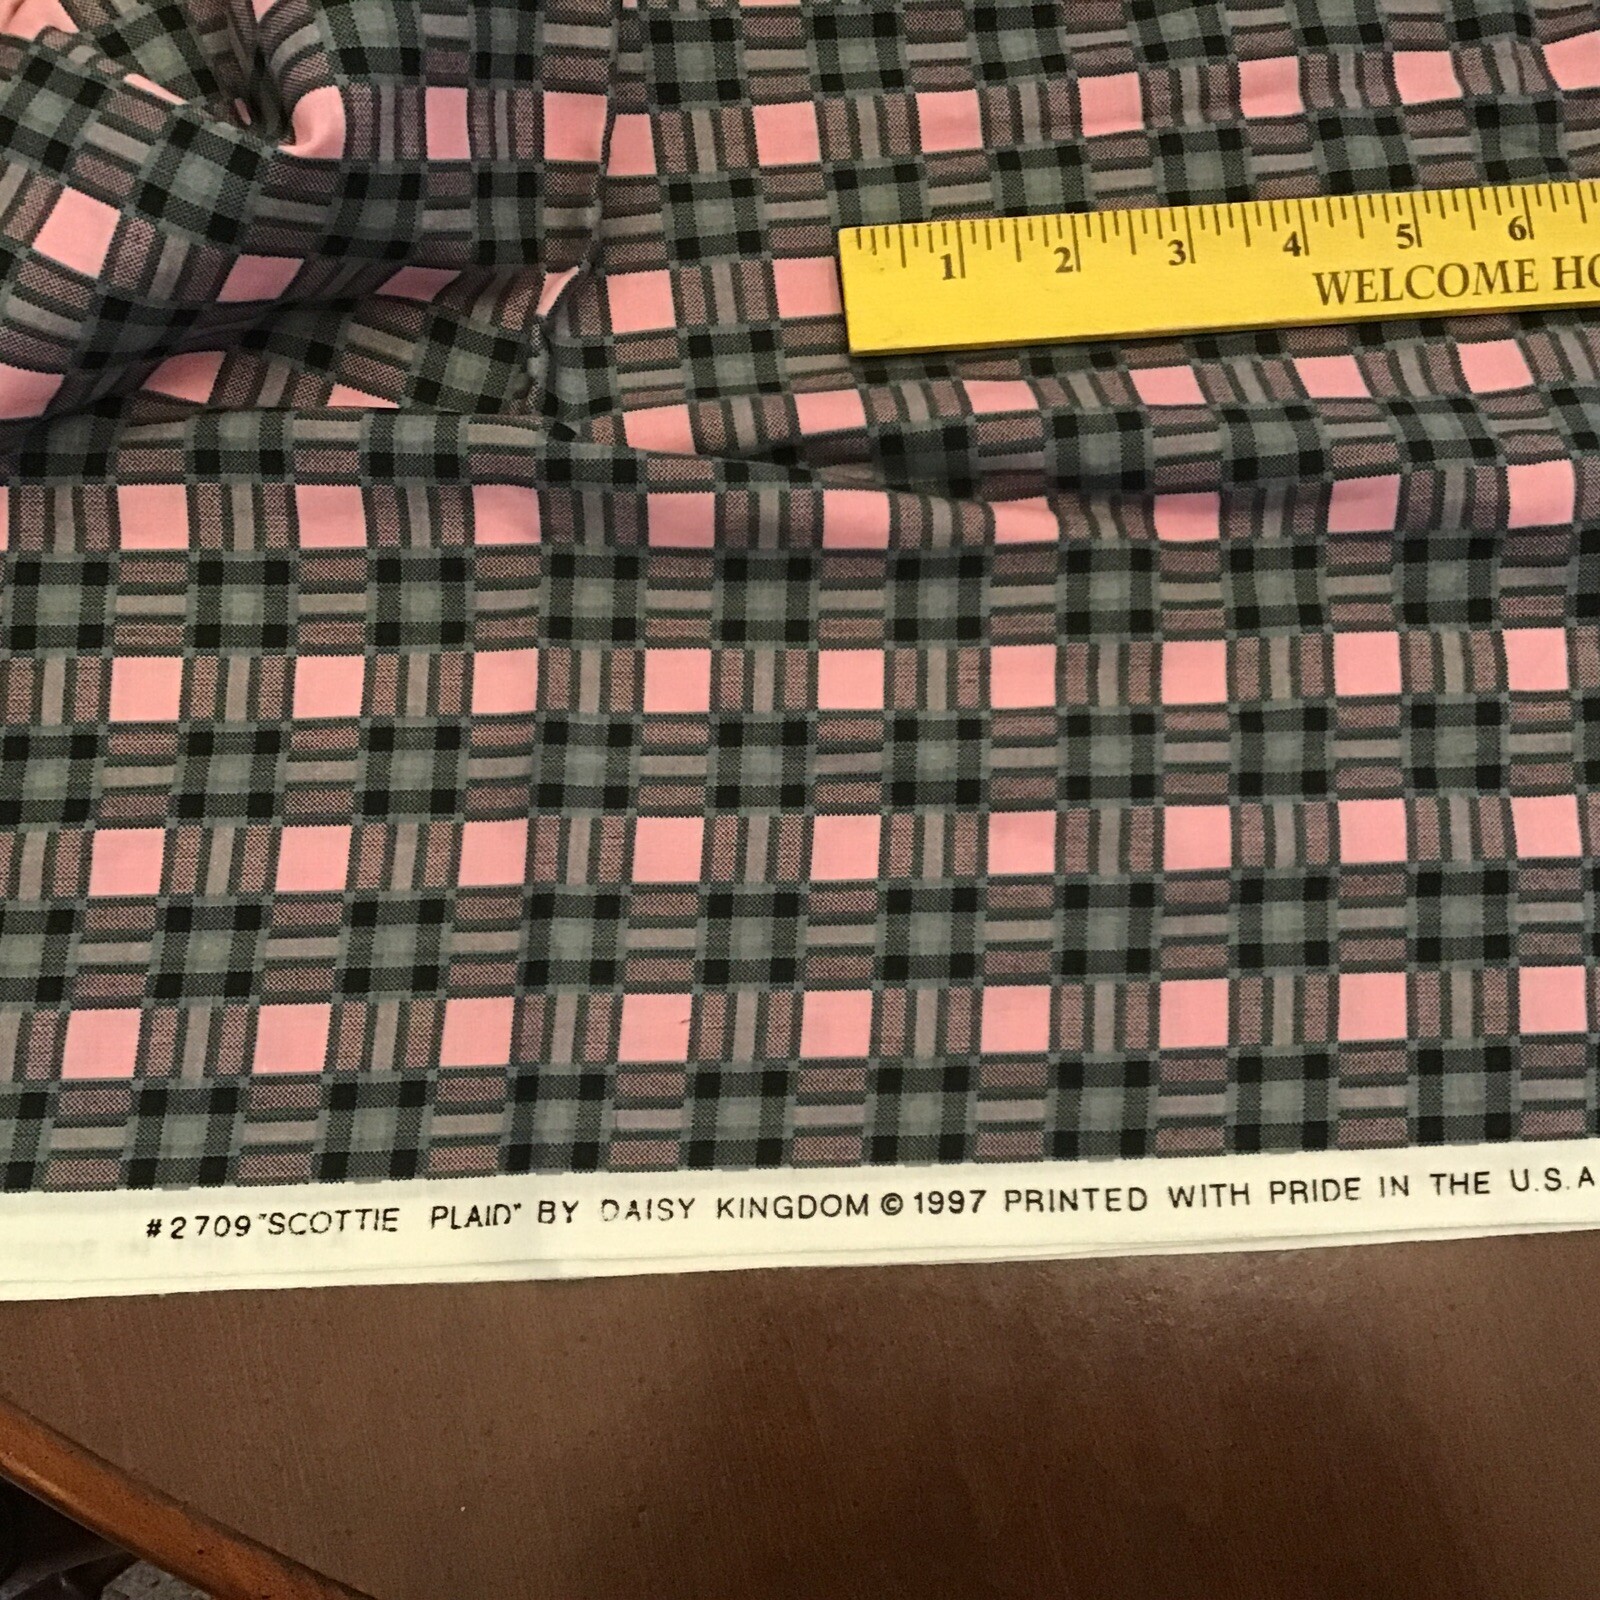 1 2 3 4 5 6
WELCOME HO
#2709 "SCOTTIE PLAID" BY DAISY KINGDOM © 1997 PRINTED WITH PRIDE IN THE U.S.A